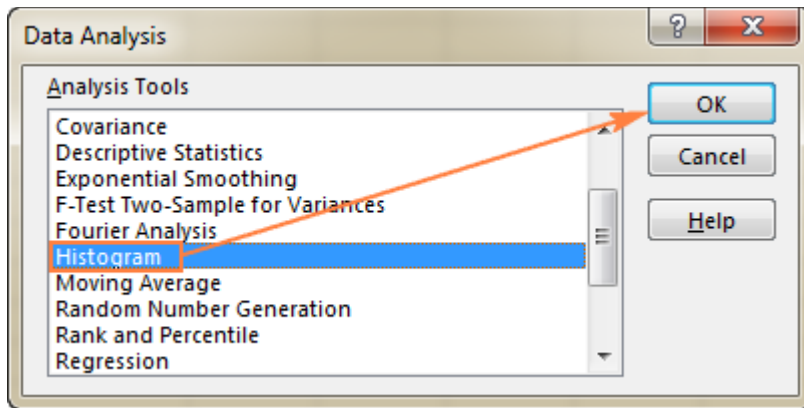 Data Analysis
Analysis Tools
Covariance
Descriptive Statistics
Exponential Smoothing
F-Test Two-Sample for Variances
Fourier Analysis
Histogram
Moving Average
Random Number Generation
Rank and Percentile
Regression
OK
Cancel
Help